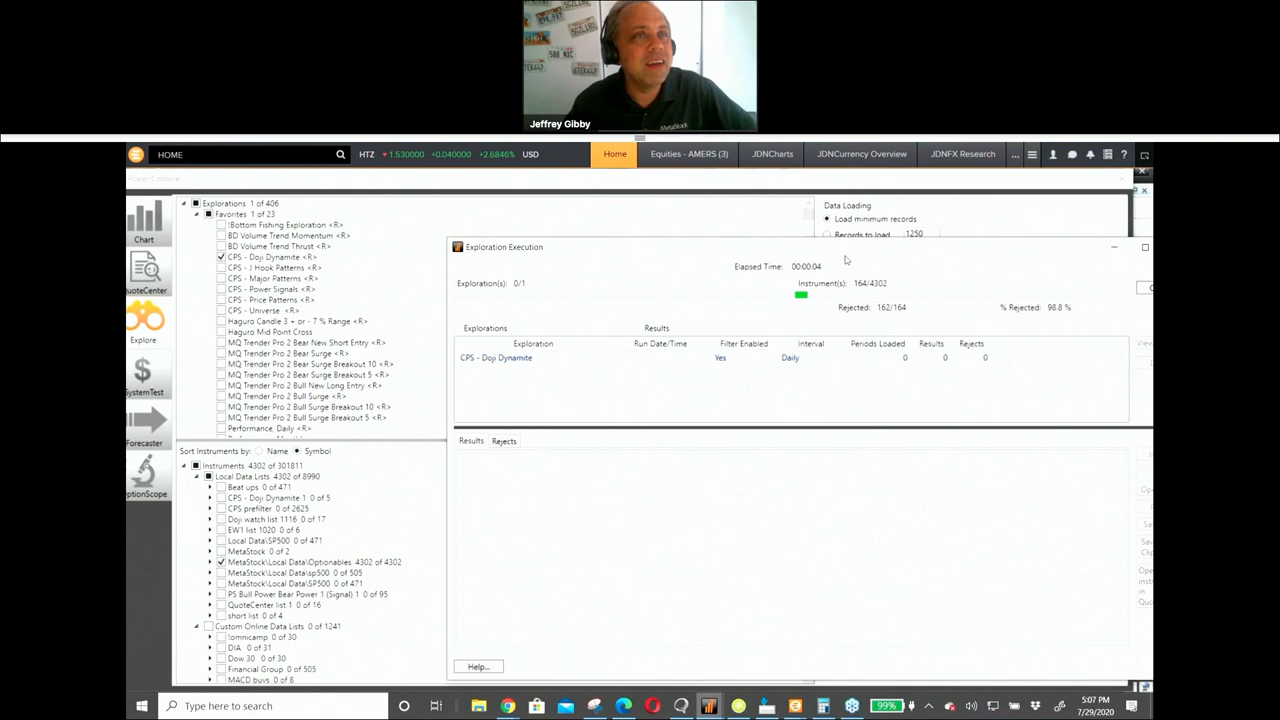 Jeffrey Gibby
MetaStock
HOME
HTZ
1.530000
+0.040000
+2.6846%
USD
Home
Equities - AMERS (3)
JDNCharts
JDNCurrency Overview
JDNFX Research
...
?
Power Console
Chart
QuoteCenter
Explore
SystemTest
Forecaster
OptionScope
Explorations 1 of 406
Favorites 1 of 23
!Bottom Fishing Exploration <R>
BD Volume Trend Momentum <R>
BD Volume Trend Thrust <R>
CPS - Doji Dynamite <R>
CPS - J Hook Patterns <R>
CPS - Major Patterns <R>
CPS - Power Signals <R>
CPS - Price Patterns <R>
CPS - Universe <R>
Haguro Candle 3 + or - 7 % Range <R>
Haguro Mid Point Cross
MQ Trender Pro 2 Bear New Short Entry <R>
MQ Trender Pro 2 Bear Surge <R>
MQ Trender Pro 2 Bear Surge Breakout 10 <R>
MQ Trender Pro 2 Bear Surge Breakout 5 <R>
MQ Trender Pro 2 Bull New Long Entry <R>
MQ Trender Pro 2 Bull Surge <R>
MQ Trender Pro 2 Bull Surge Breakout 10 <R>
MQ Trender Pro 2 Bull Surge Breakout 5 <R>
Performance, Daily <R>
Data Loading
Load minimum records
Records to load
1250
Sort Instruments by:
Name
Symbol
Instruments 4302 of 301811
Local Data Lists 4302 of 8990
Beat ups 0 of 471
CPS - Doji Dynamite 1 0 of 5
CPS prefilter 0 of 2625
Doji watch list 1116 0 of 17
EW1 list 1020 0 of 6
Local Data\SP500 0 of 471
MetaStock 0 of 2
MetaStock\Local Data\Optionables 4302 of 4302
MetaStock\Local Data\sp500 0 of 505
MetaStock\Local Data\SP500 0 of 471
PS Bull Power Bear Power 1 (Signal) 1 0 of 95
QuoteCenter list 1 0 of 16
short list 0 of 4
Custom Online Data Lists 0 of 1241
!omnicamp 0 of 30
DIA 0 of 31
Dow 30 0 of 30
Financial Group 0 of 505
MACD buys 0 of 8
Exploration Execution
Elapsed Time: 00:00:04
Exploration(s): 0/1
Instrument(s): 164/4302
Rejected: 162/164
% Rejected: 98.8 %
Explorations
Results
Exploration
Run Date/Time
Filter Enabled
Interval
Periods Loaded
Results
Rejects
CPS - Doji Dynamite
Yes
Daily
0
0
0
Results
Rejects
Help...
Type here to search
99%
5:07 PM
7/29/2020